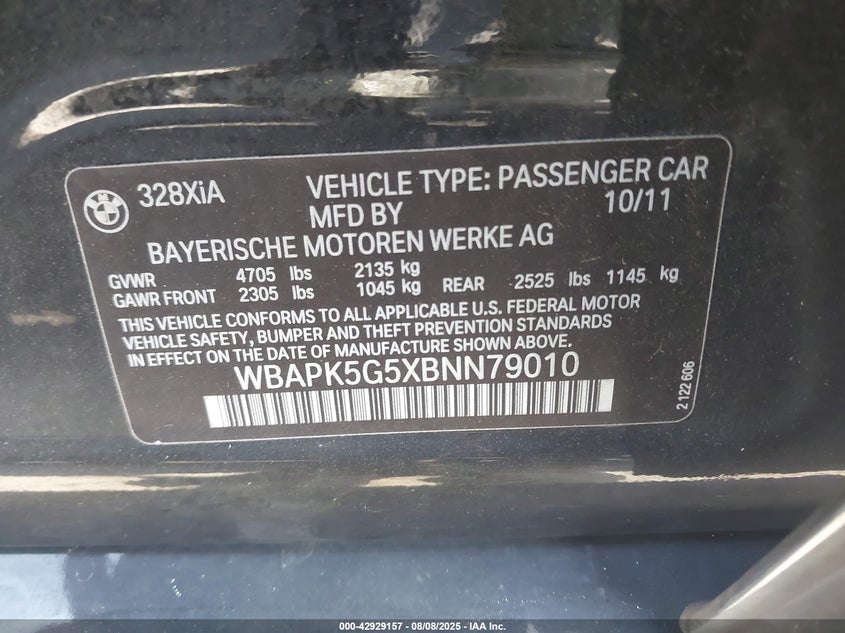 BMW
328XiA
VEHICLE TYPE: PASSENGER CAR
MFD BY 10/11
BAYERISCHE MOTOREN WERKE AG
GVWR 4705 lbs 2135 kg
GAWR FRONT 2305 lbs 1045 kg REAR 2525 lbs 1145 kg
THIS VEHICLE CONFORMS TO ALL APPLICABLE U.S. FEDERAL MOTOR
VEHICLE SAFETY, BUMPER AND THEFT PREVENTION STANDARDS
IN EFFECT ON THE DATE OF MANUFACTURE SHOWN ABOVE.
WBAPK5G5XBNN79010
2 122 606
000-42929157 - 08/08/2025 - IAA Inc.